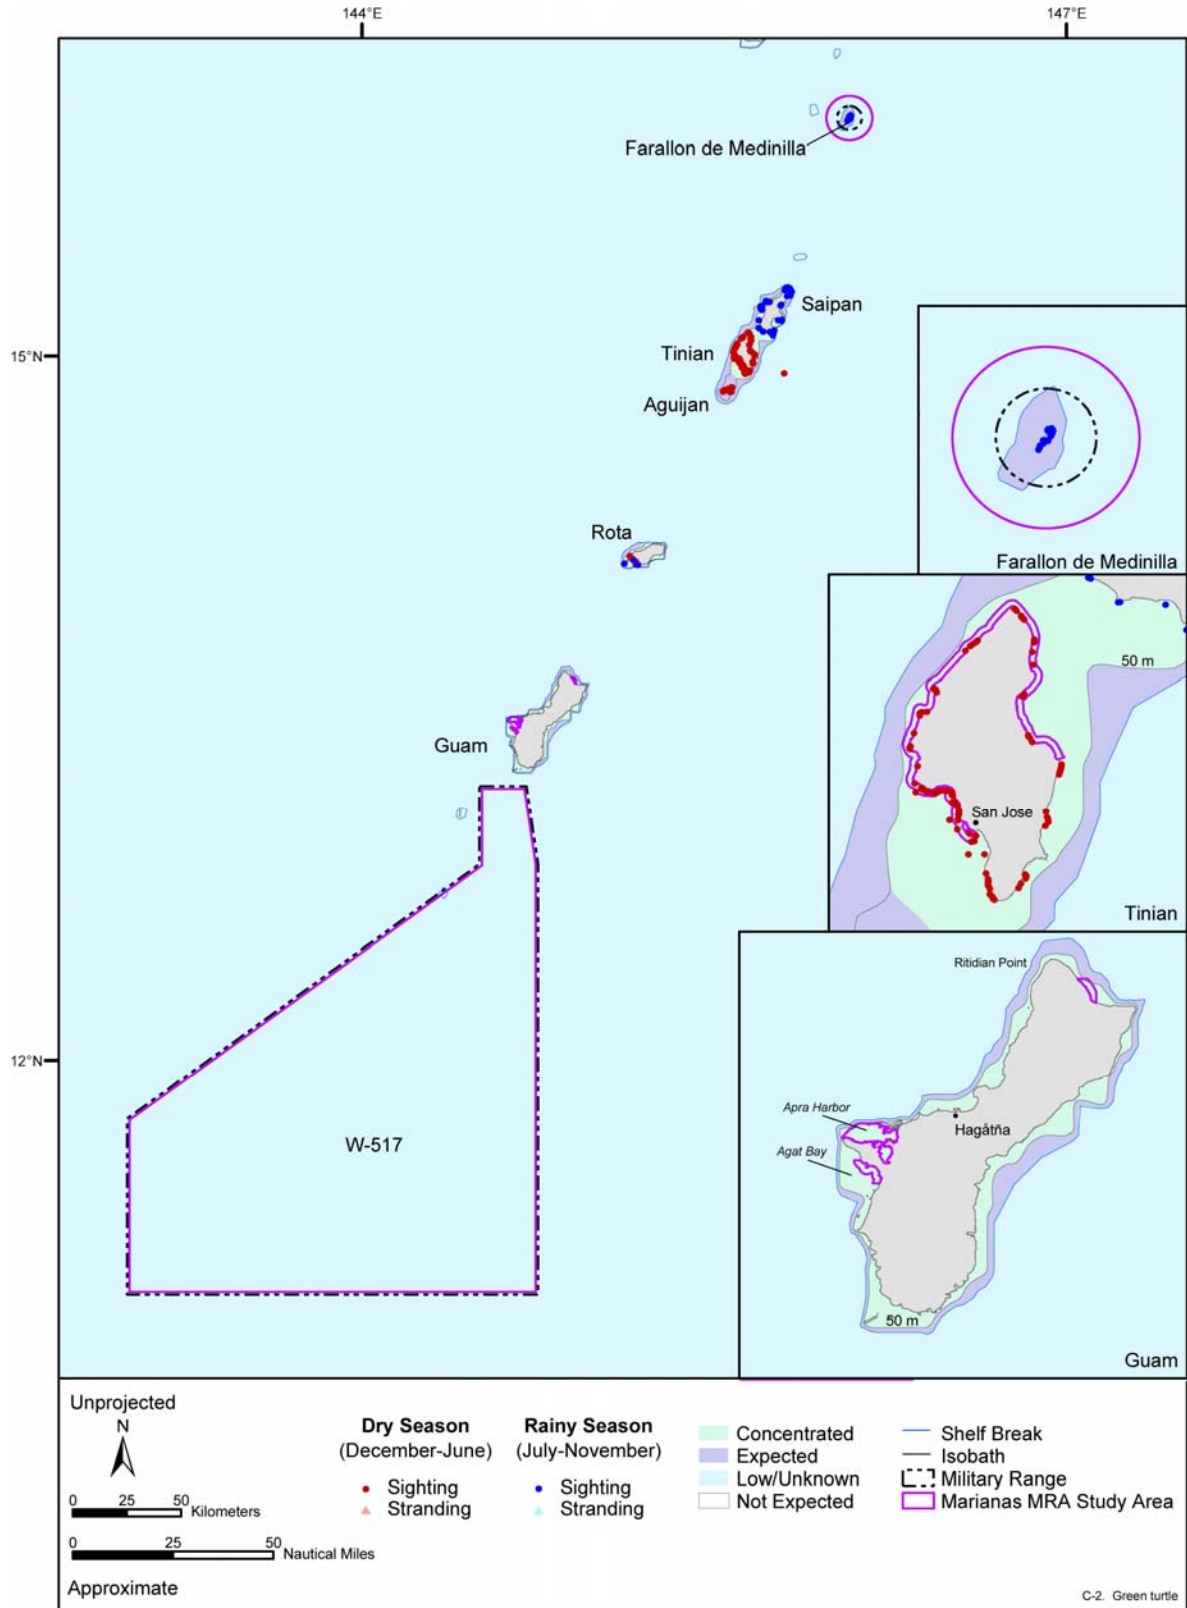 144°E 147°E
Farallon de Medinilla
Saipan
15°N
Tinian
Aguijan
Rota
Guam
12°N
W-517
Farallon de Medinilla
50 m
San Jose
Tinian
Ritidian Point
Apra Harbor
Hagåtña
Agat Bay
50 m
Guam
Unprojected
N
0 25 50
Kilometers
0 25 50
Nautical Miles
Approximate
Dry Season
(December-June)
Sighting
Stranding
Rainy Season
(July-November)
Sighting
Stranding
Concentrated
Expected
Low/Unknown
Not Expected
Shelf Break
Isobath
Military Range
Marianas MRA Study Area
C-2. Green turtle